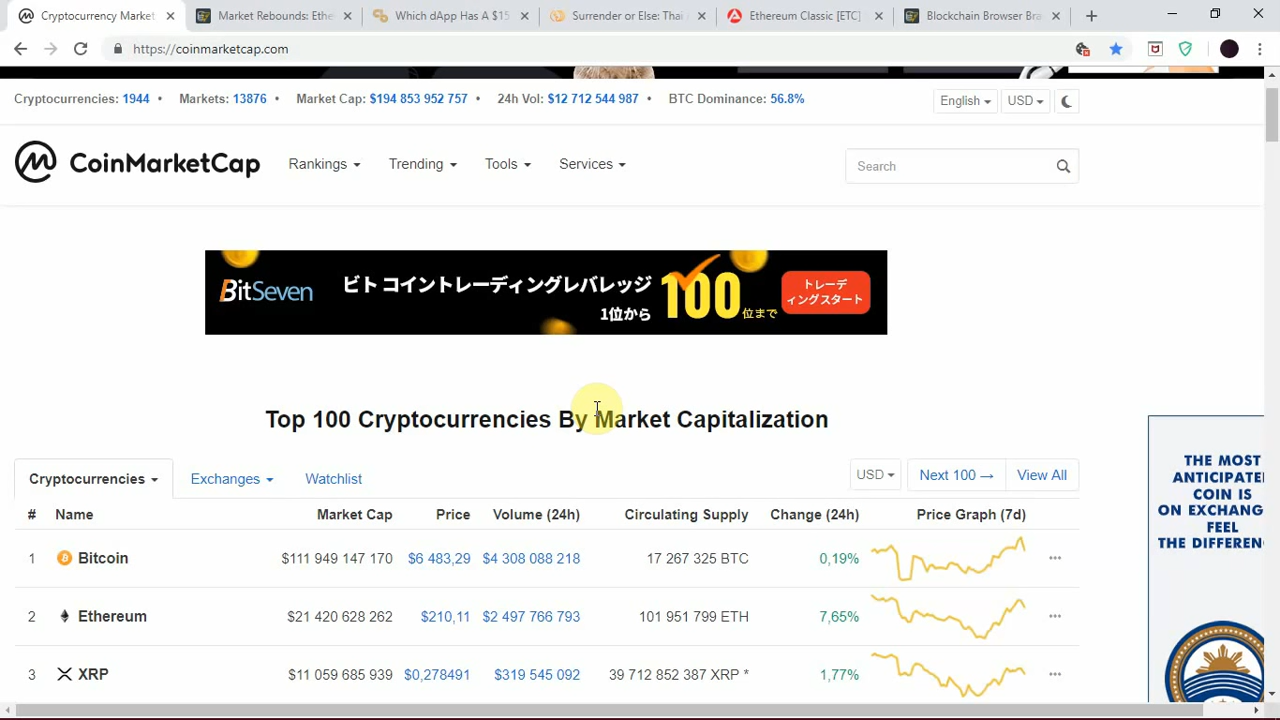 Cryptocurrency Market
Market Rebounds: Ethe
Which dApp Has A $15
Surrender or Else: Thai
Ethereum Classic [ETC]
Blockchain Browser Bra
https://coinmarketcap.com
Cryptocurrencies: 1944 • Markets: 13876 • Market Cap: $194 853 952 757 • 24h Vol: $12 712 544 987 • BTC Dominance: 56.8%
English USD
CoinMarketCap
Rankings Trending Tools Services
Search
BitSeven
ビト コイントレーディングレバレッジ
1位から
100
位まで
トレーデ
ィングスタート
Top 100 Cryptocurrencies By Market Capitalization
Cryptocurrencies Exchanges Watchlist
USD Next 100 → View All
# Name Market Cap Price Volume (24h) Circulating Supply Change (24h) Price Graph (7d)
1 Bitcoin $111 949 147 170 $6 483,29 $4 308 088 218 17 267 325 BTC 0,19%
2 Ethereum $21 420 628 262 $210,11 $2 497 766 793 101 951 799 ETH 7,65%
3 XRP $11 059 685 939 $0,278491 $319 545 092 39 712 852 387 XRP * 1,77%
THE MOST
ANTICIPATE
COIN IS
ON EXCHANG
FEEL
THE DIFFEREN